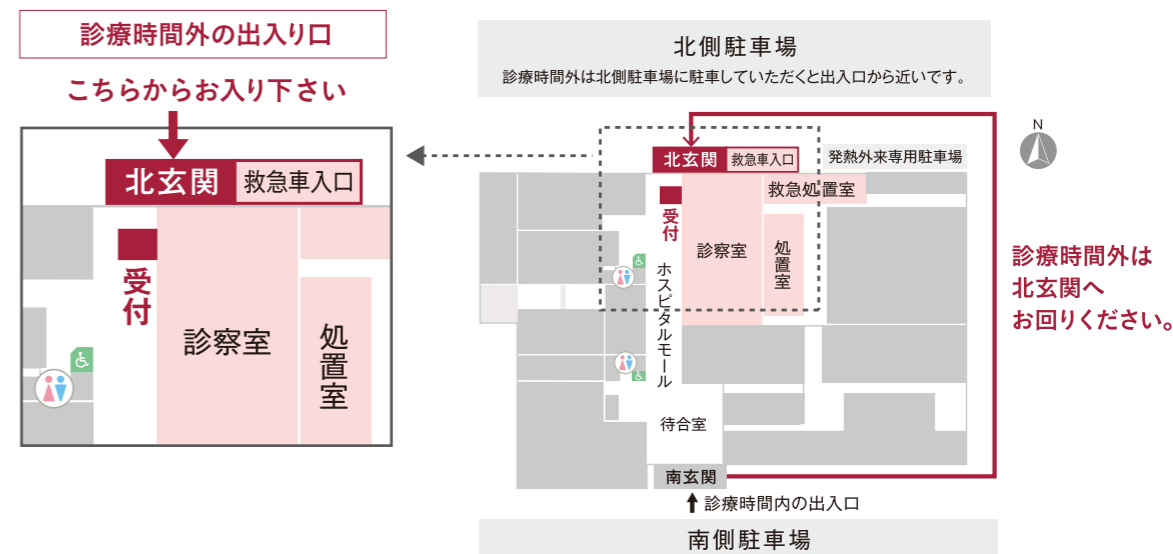 診療時間外の出入り口
こちらからお入り下さい
北玄関
救急車入口
受付
診察室
処置室
北側駐車場
診療時間外は北側駐車場に駐車していただくと出入口から近いです。
N
北玄関
救急車入口
発熱外来専用駐車場
救急処置室
受付
診察室
処置室
ホスピタルモール
待合室
南玄関
診療時間内の出入口
南側駐車場
診療時間外は
北玄関へ
お回りください。